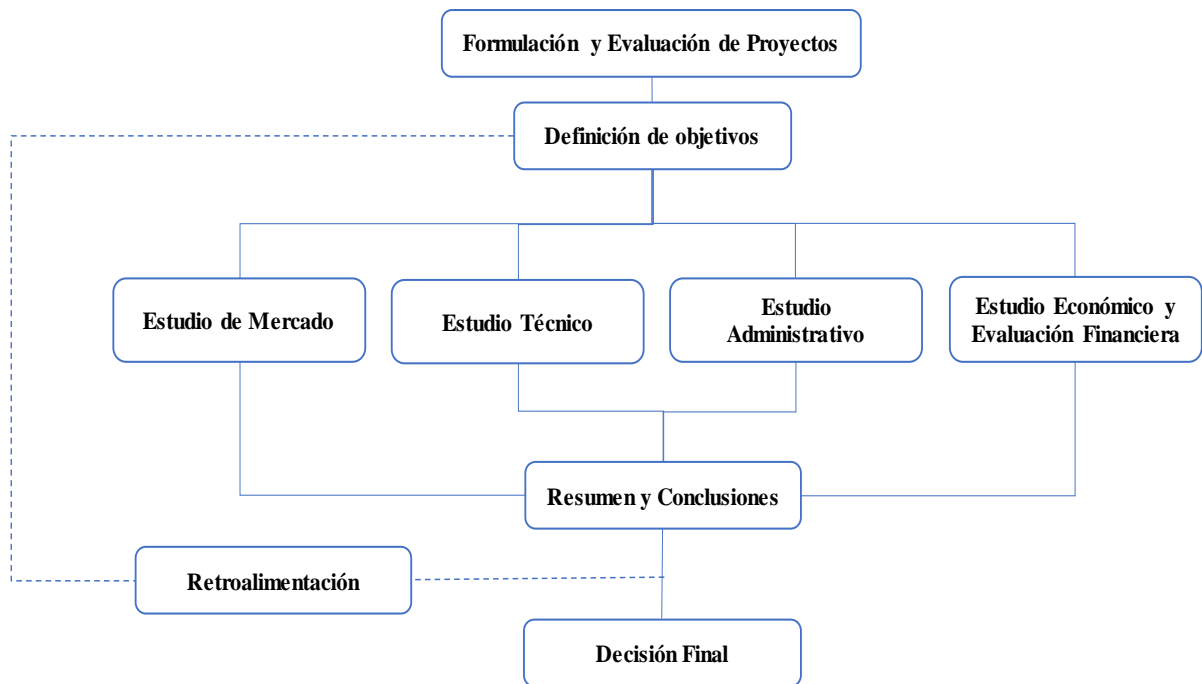 Formulación y Evaluación de Proyectos
Definición de objetivos
Estudio de Mercado
Estudio Técnico
Estudio
Administrativo
Estudio Económico y
Evaluación Financiera
Resumen y Conclusiones
Retroalimentación
Decisión Final